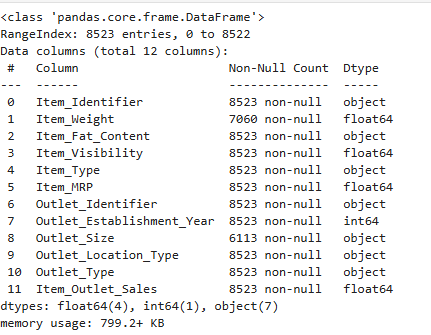 <class 'pandas.core.frame.DataFrame'>
RangeIndex: 8523 entries, 0 to 8522
Data columns (total 12 columns):
 #   Column                     Non-Null Count  Dtype
---  ------                     --------------  -----
 0   Item_Identifier            8523 non-null   object
 1   Item_Weight                7060 non-null   float64
 2   Item_Fat_Content           8523 non-null   object
 3   Item_Visibility            8523 non-null   float64
 4   Item_Type                  8523 non-null   object
 5   Item_MRP                   8523 non-null   float64
 6   Outlet_Identifier          8523 non-null   object
 7   Outlet_Establishment_Year  8523 non-null   int64
 8   Outlet_Size                6113 non-null   object
 9   Outlet_Location_Type       8523 non-null   object
 10  Outlet_Type                8523 non-null   object
 11  Item_Outlet_Sales          8523 non-null   float64
dtypes: float64(4), int64(1), object(7)
memory usage: 799.2+ KB